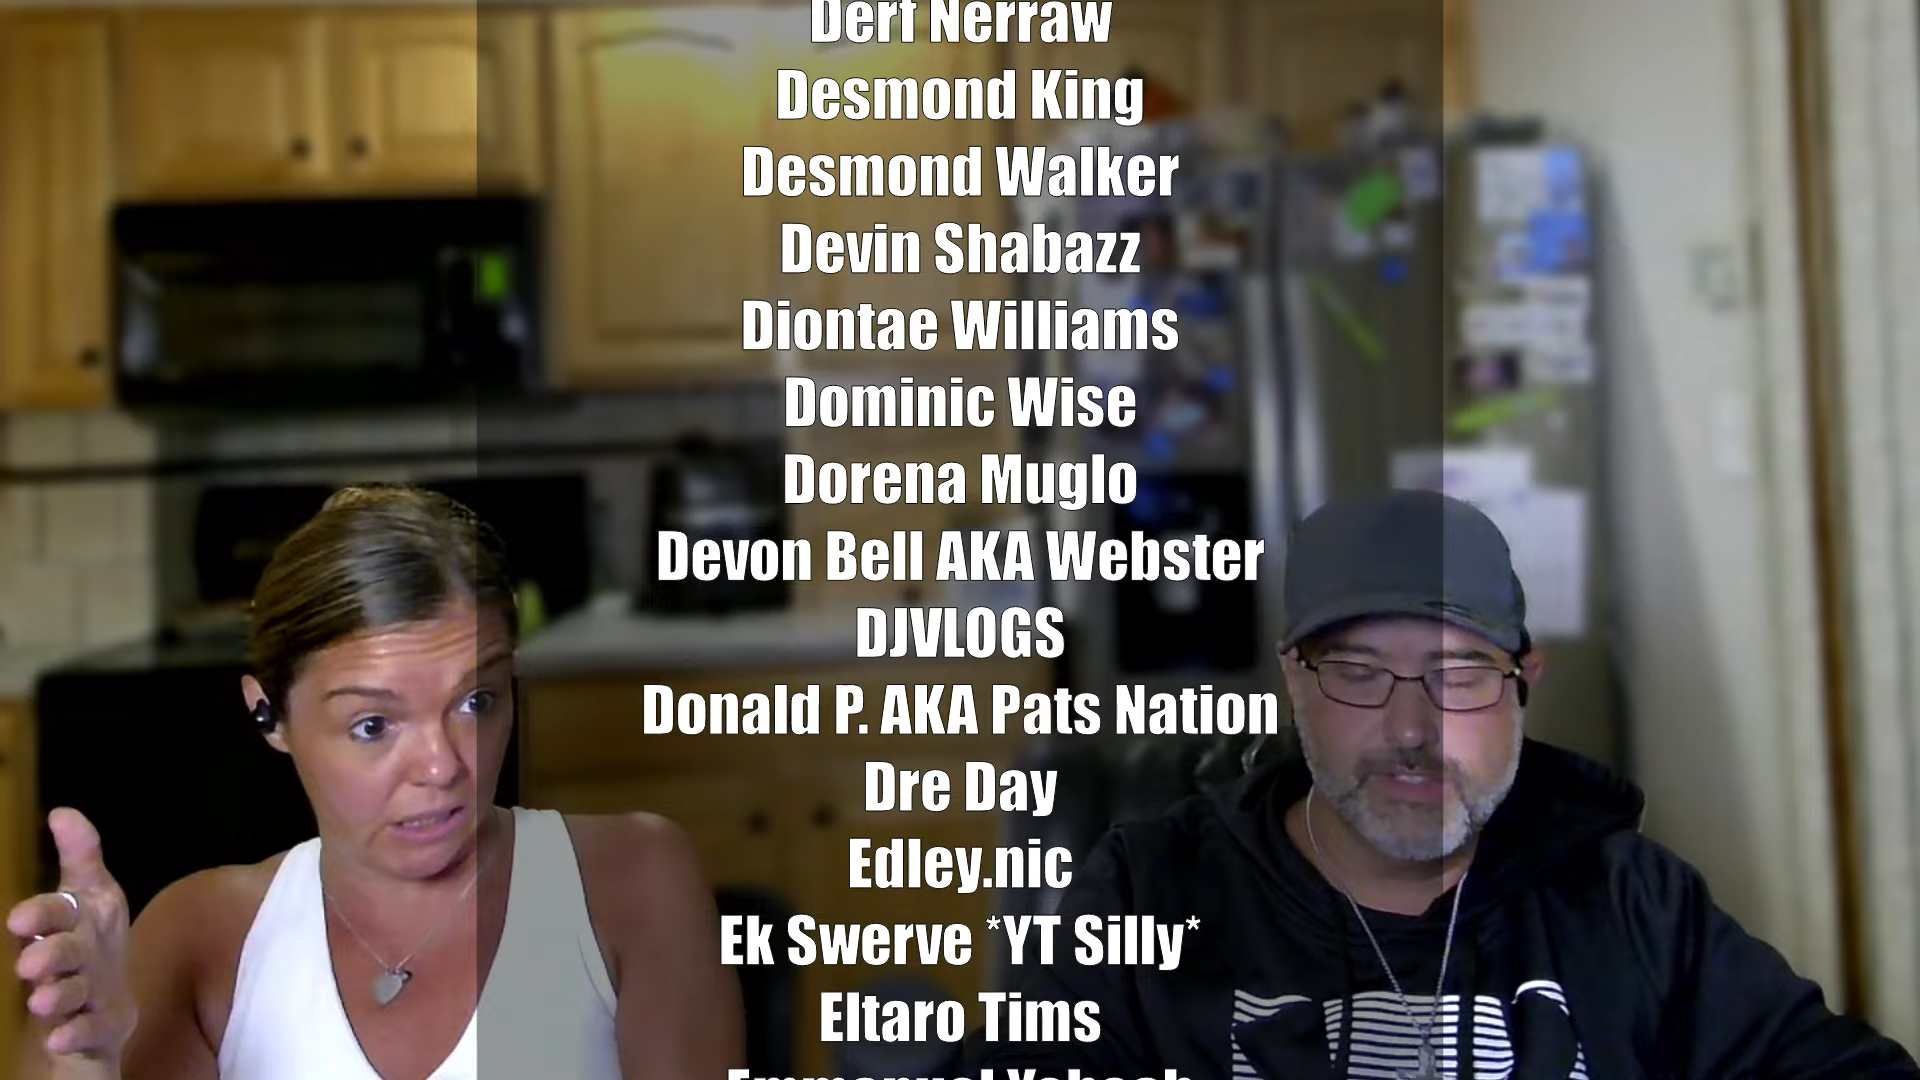 Derf Nerraw
Desmond King
Desmond Walker
Devin Shabazz
Diontae Williams
Dominic Wise
Dorena Muglo
Devon Bell AKA Webster
DJVLOGS
Donald P. AKA Pats Nation
Dre Day
Edley.nic
Ek Swerve *YT Silly*
Eltaro Tims